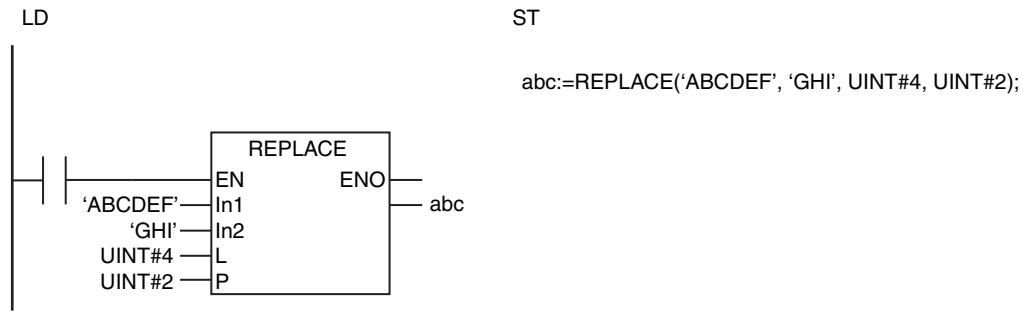 LD
ST
abc:=REPLACE(‘ABCDEF’, ‘GHI’, UINT#4, UINT#2);
REPLACE
EN ENO
‘ABCDEF’ In1 abc
‘GHI’ In2
UINT#4 L
UINT#2 P